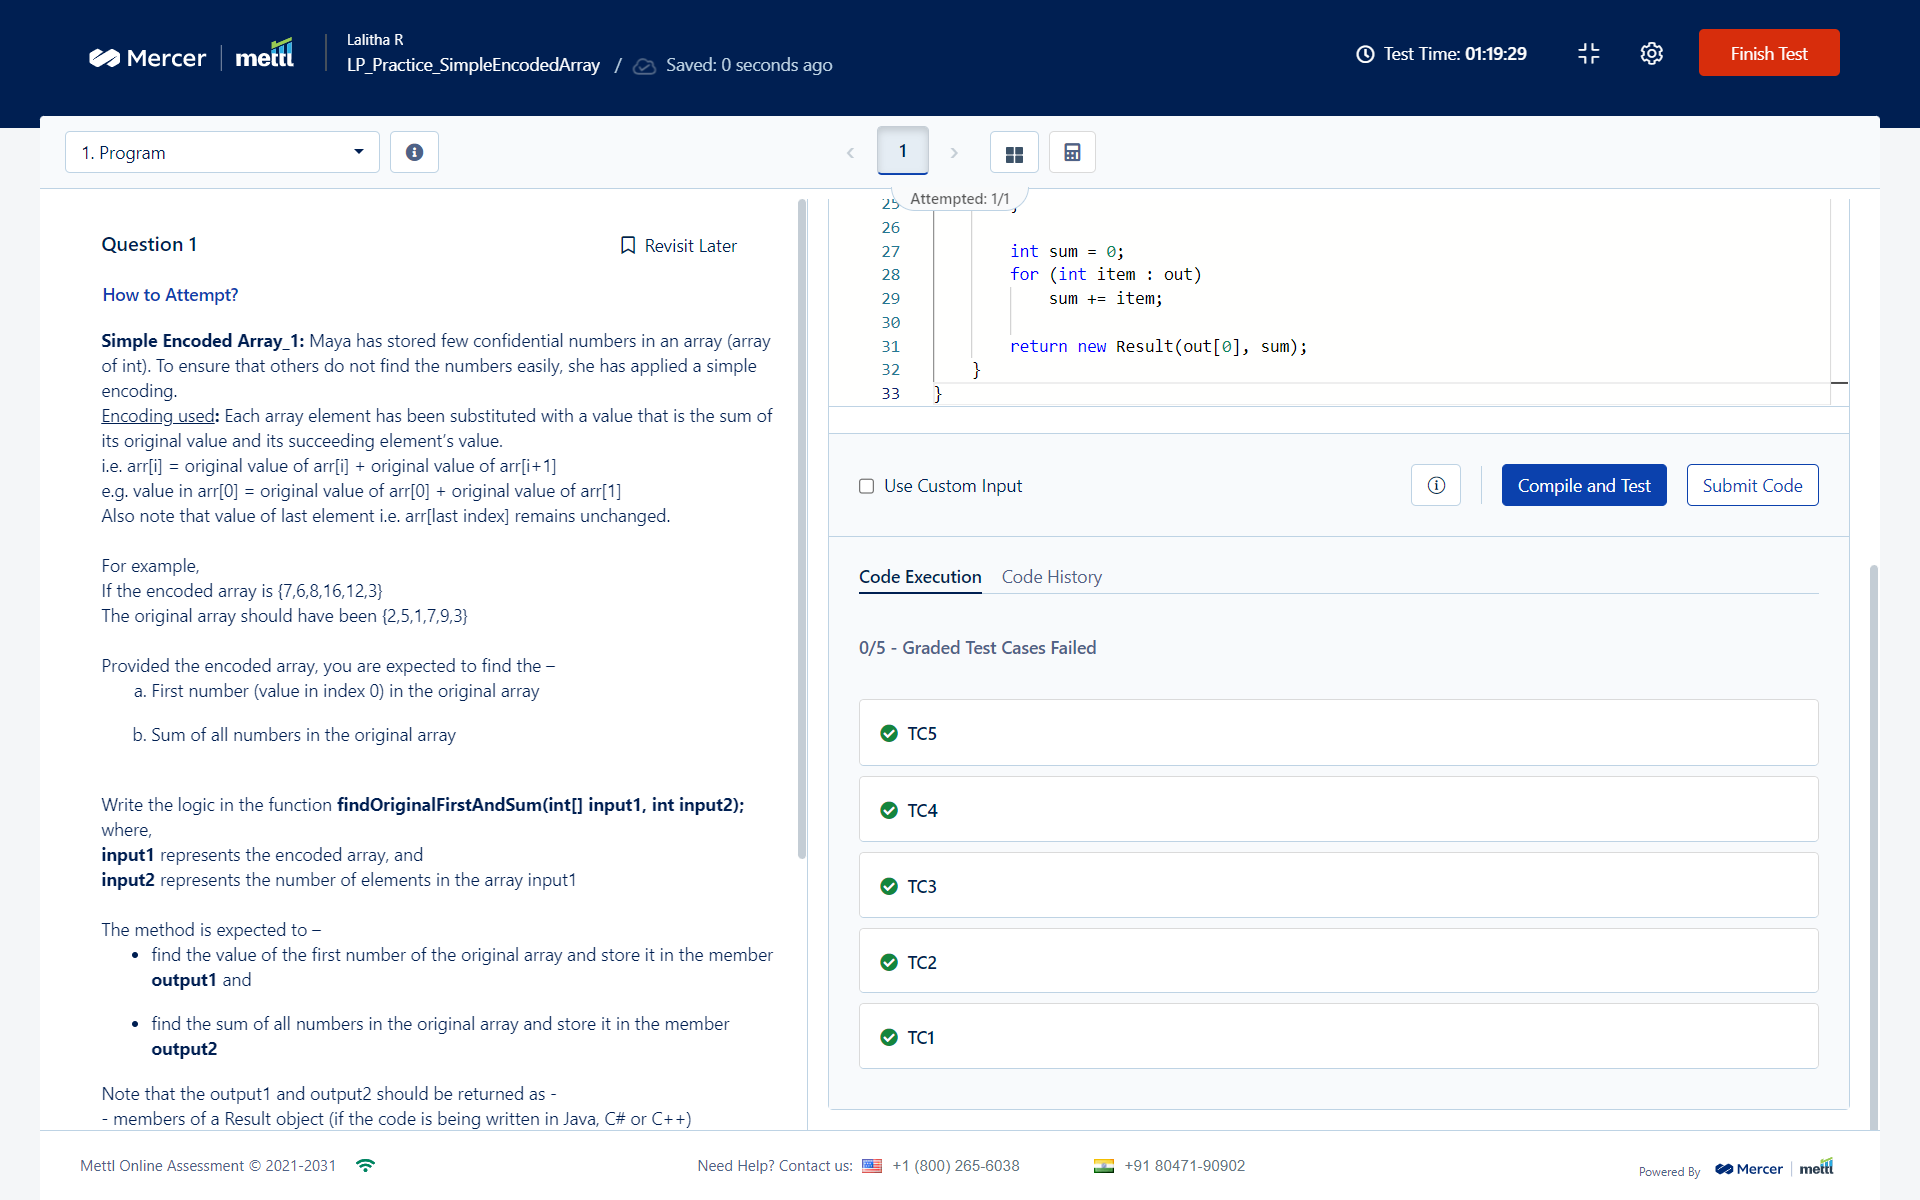 Mercer mettl
Lalitha R
LP_Practice_SimpleEncodedArray / Saved: 0 seconds ago
Test Time: 01:19:29
Finish Test
1. Program
1
Attempted: 1/1
Question 1
Revisit Later
How to Attempt?
Simple Encoded Array_1: Maya has stored few confidential numbers in an array (array
of int). To ensure that others do not find the numbers easily, she has applied a simple
encoding.
Encoding used: Each array element has been substituted with a value that is the sum of
its original value and its succeeding element's value.
i.e. arr[i] = original value of arr[i] + original value of arr[i+1]
e.g. value in arr[0] = original value of arr[0] + original value of arr[1]
Also note that value of last element i.e. arr[last index] remains unchanged.
For example,
If the encoded array is {7,6,8,16,12,3}
The original array should have been {2,5,1,7,9,3}
Provided the encoded array, you are expected to find the –
a. First number (value in index 0) in the original array
b. Sum of all numbers in the original array
Write the logic in the function findOriginalFirstAndSum(int[] input1, int input2);
where,
input1 represents the encoded array, and
input2 represents the number of elements in the array input1
The method is expected to –
• find the value of the first number of the original array and store it in the member
output1 and
• find the sum of all numbers in the original array and store it in the member
output2
Note that the output1 and output2 should be returned as -
- members of a Result object (if the code is being written in Java, C# or C++)
25 }
26
27 int sum = 0;
28 for (int item : out)
29 sum += item;
30
31 return new Result(out[0], sum);
32 }
33 }
Use Custom Input
Compile and Test
Submit Code
Code Execution
Code History
0/5 - Graded Test Cases Failed
TC5
TC4
TC3
TC2
TC1
Mettl Online Assessment © 2021-2031
Need Help? Contact us: +1 (800) 265-6038
+91 80471-90902
Powered By Mercer mettl